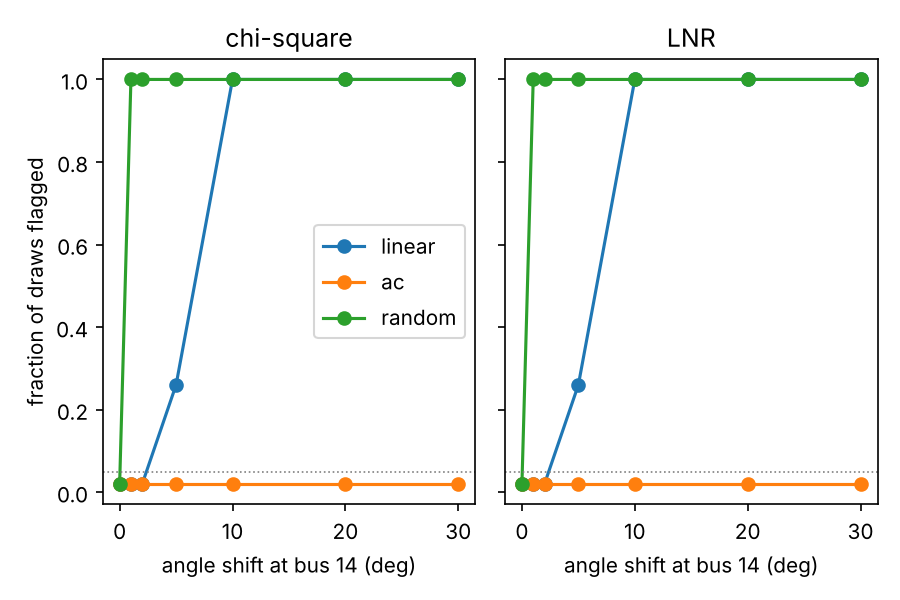 chi-square
LNR
1.0
0.8
0.6
0.4
0.2
0.0
fraction of draws flagged
linear
ac
random
0 10 20 30
0 10 20 30
angle shift at bus 14 (deg)
angle shift at bus 14 (deg)